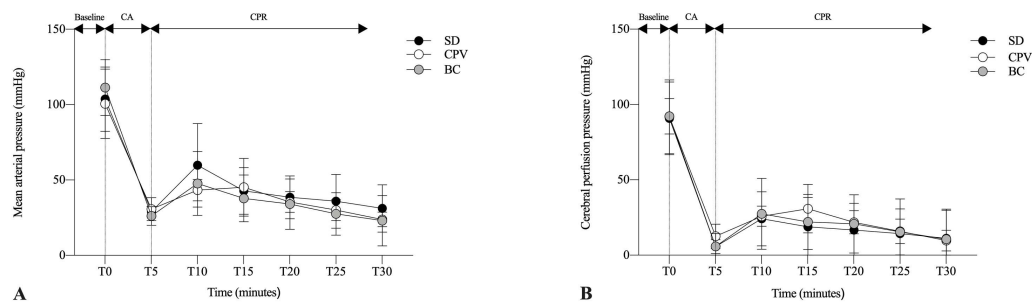 Baseline CA CPR
150
100
50
0
Mean arterial pressure (mmHg)
SD
CPV
BC
T0 T5 T10 T15 T20 T25 T30
Time (minutes)
A
Baseline CA CPR
150
100
50
0
Cerebral perfusion pressure (mmHg)
SD
CPV
BC
T0 T5 T10 T15 T20 T25 T30
Time (minutes)
B